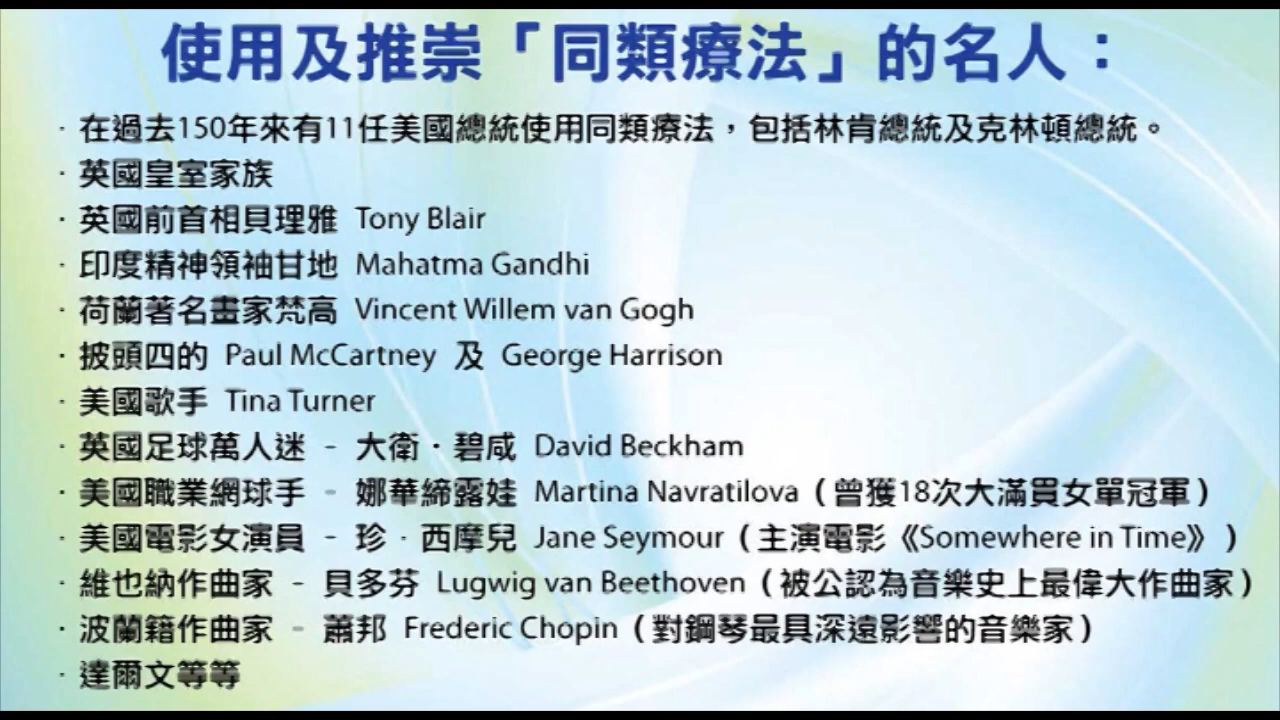 使用及推崇「同類療法」的名人：
· 在過去150年來有11任美國總統使用同類療法，包括林肯總統及克林頓總統。
· 英國皇室家族
· 英國前首相貝理雅 Tony Blair
· 印度精神領袖甘地 Mahatma Gandhi
· 荷蘭著名畫家梵高 Vincent Willem van Gogh
· 披頭四的 Paul McCartney 及 George Harrison
· 美國歌手 Tina Turner
· 英國足球萬人迷 - 大衛·碧咸 David Beckham
· 美國職業網球手 - 娜華締露娃 Martina Navratilova（曾獲18次大滿貫女單冠軍）
· 美國電影女演員 - 珍·西摩兒 Jane Seymour（主演電影《Somewhere in Time》）
· 維也納作曲家 - 貝多芬 Lugwig van Beethoven（被公認為音樂史上最偉大作曲家）
· 波蘭籍作曲家 - 蕭邦 Frederic Chopin（對鋼琴最具深遠影響的音樂家）
· 達爾文等等